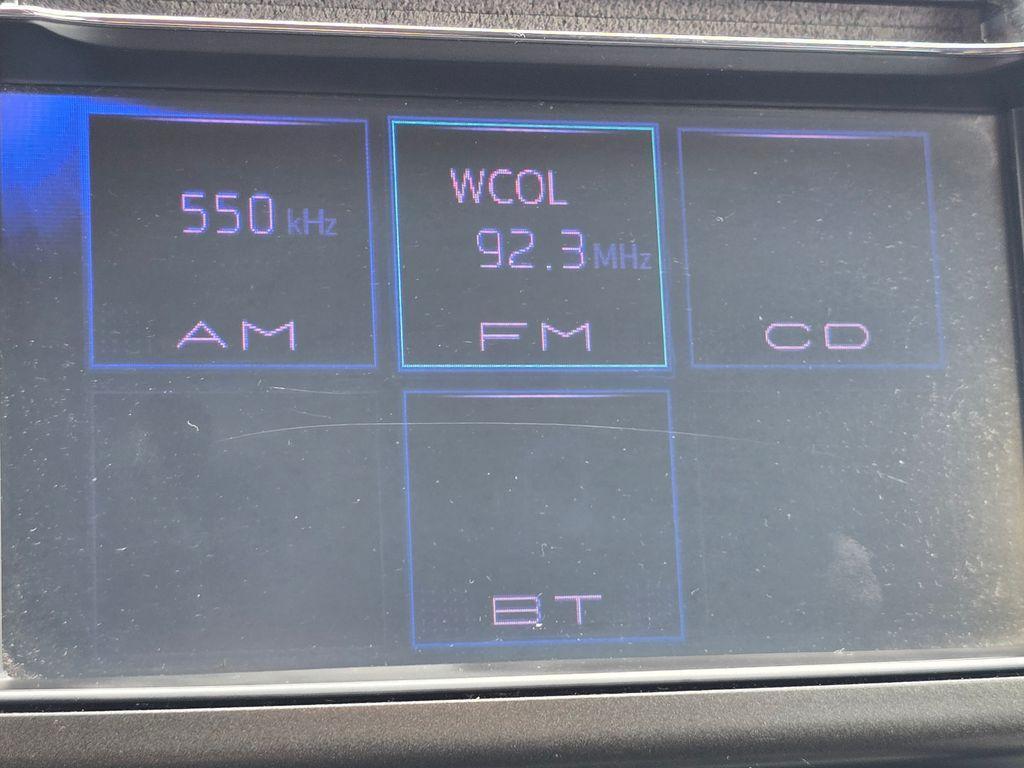 550 kHz
AM
WCOL
92.3 MHz
FM
CD
BT